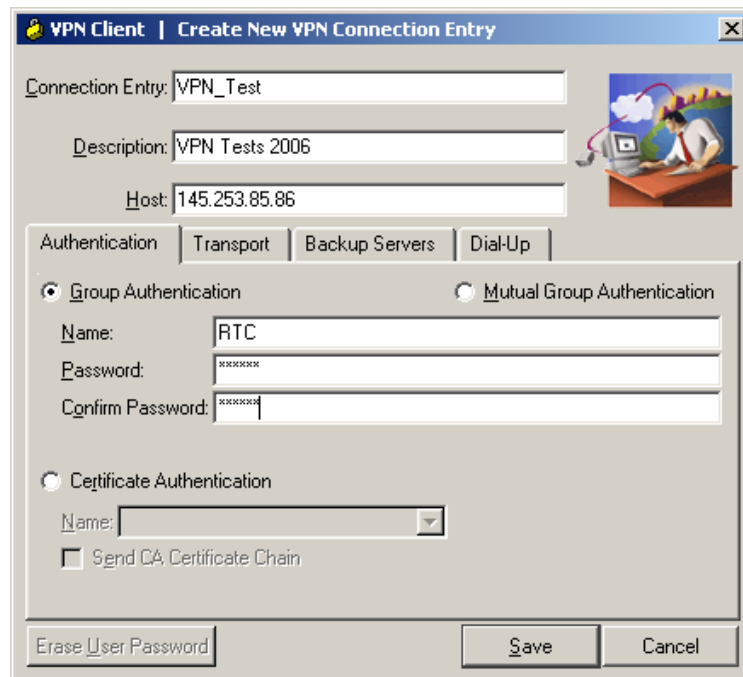 VPN Client | Create New VPN Connection Entry
Connection Entry: VPN_Test
Description: VPN Tests 2006
Host: 145.253.85.86
Authentication Transport Backup Servers Dial-Up
Group Authentication Mutual Group Authentication
Name: RTC
Password: ******
Confirm Password: ******
Certificate Authentication
Name:
Send CA Certificate Chain
Erase User Password Save Cancel